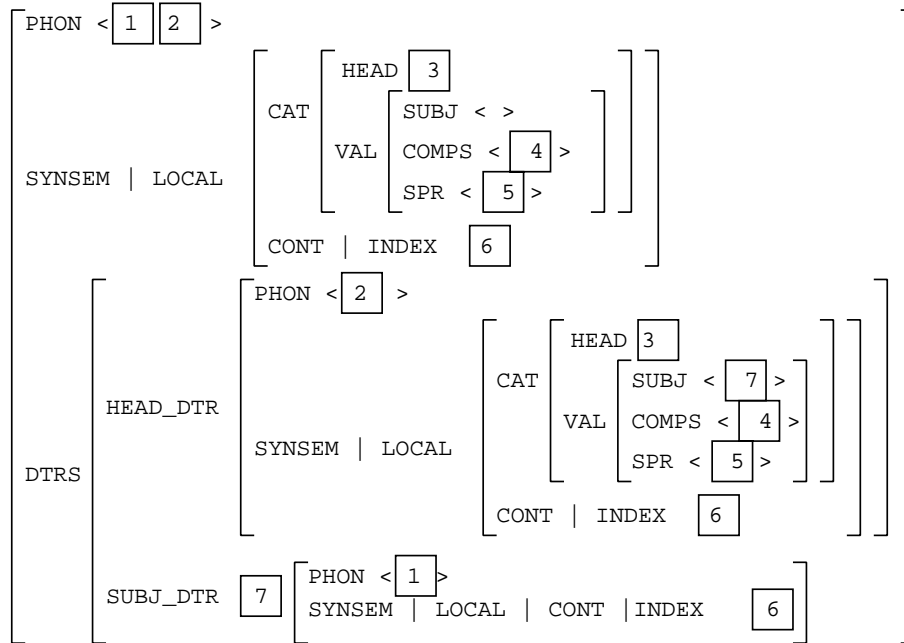 PHON < 1 2 >
HEAD 3
CAT SUBJ < >
VAL COMPS < 4 >
SYNSEM | LOCAL SPR < 5 >
CONT | INDEX 6
PHON < 2 >
HEAD 3
CAT SUBJ < 7 >
HEAD_DTR VAL COMPS < 4 >
SYNSEM | LOCAL SPR < 5 >
DTRS
CONT | INDEX 6
PHON < 1 >
SUBJ_DTR 7 SYNSEM | LOCAL | CONT |INDEX 6